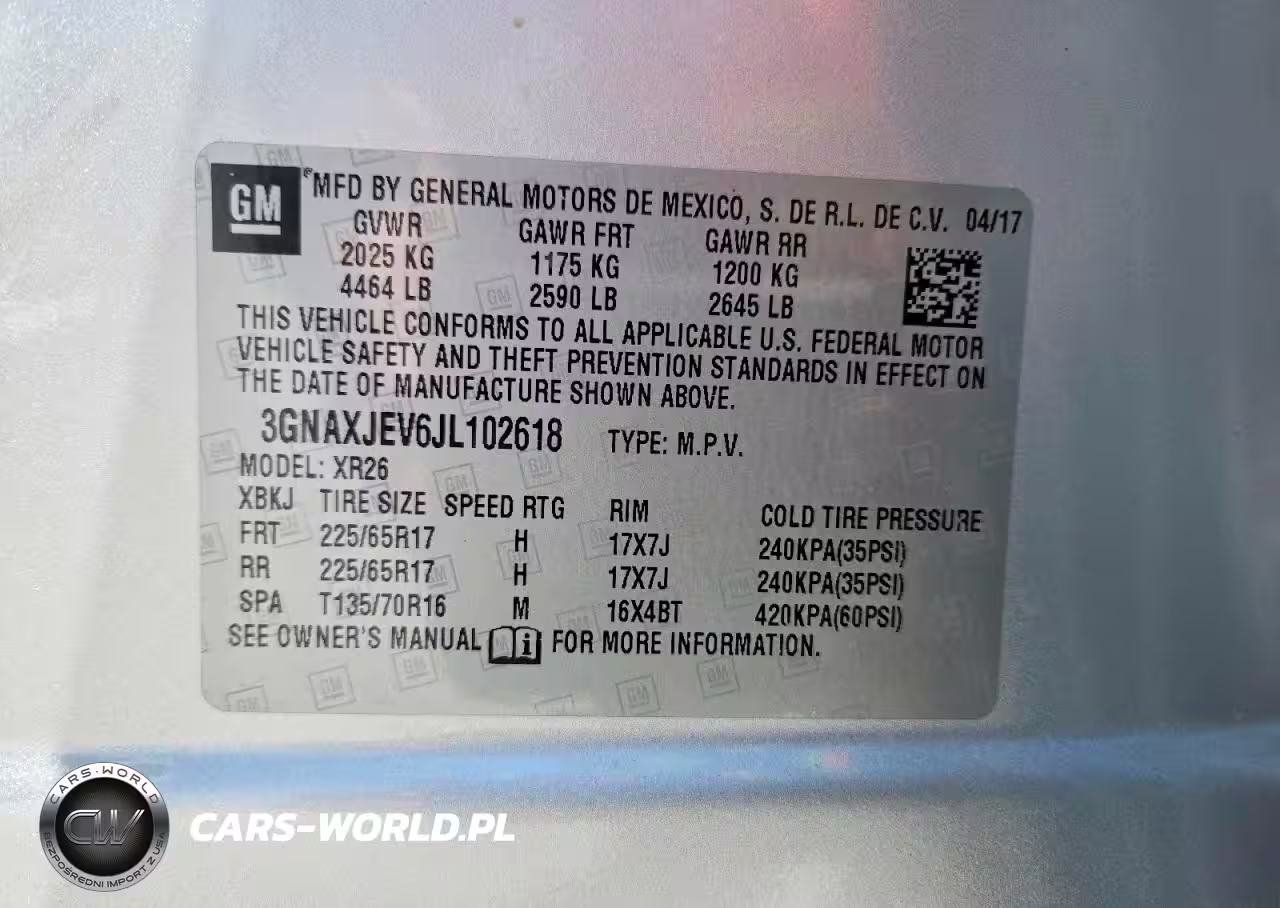 GM
®MFD BY GENERAL MOTORS DE MEXICO, S. DE R.L. DE C.V. 04/17
GVWR GAWR FRT GAWR RR
2025 KG 1175 KG 1200 KG
4464 LB 2590 LB 2645 LB
THIS VEHICLE CONFORMS TO ALL APPLICABLE U.S. FEDERAL MOTOR
VEHICLE SAFETY AND THEFT PREVENTION STANDARDS IN EFFECT ON
THE DATE OF MANUFACTURE SHOWN ABOVE.
3GNAXJEV6JL102618 TYPE: M.P.V.
MODEL: XR26
XBKJ TIRE SIZE SPEED RTG RIM COLD TIRE PRESSURE
FRT 225/65R17 H 17X7J 240KPA(35PSI)
RR 225/65R17 H 17X7J 240KPA(35PSI)
SPA T135/70R16 M 16X4BT 420KPA(60PSI)
SEE OWNER'S MANUAL i FOR MORE INFORMATION.
CARS-WORLD
CW
BEZPOŚREDNI IMPORT Z USA
CARS-WORLD.PL